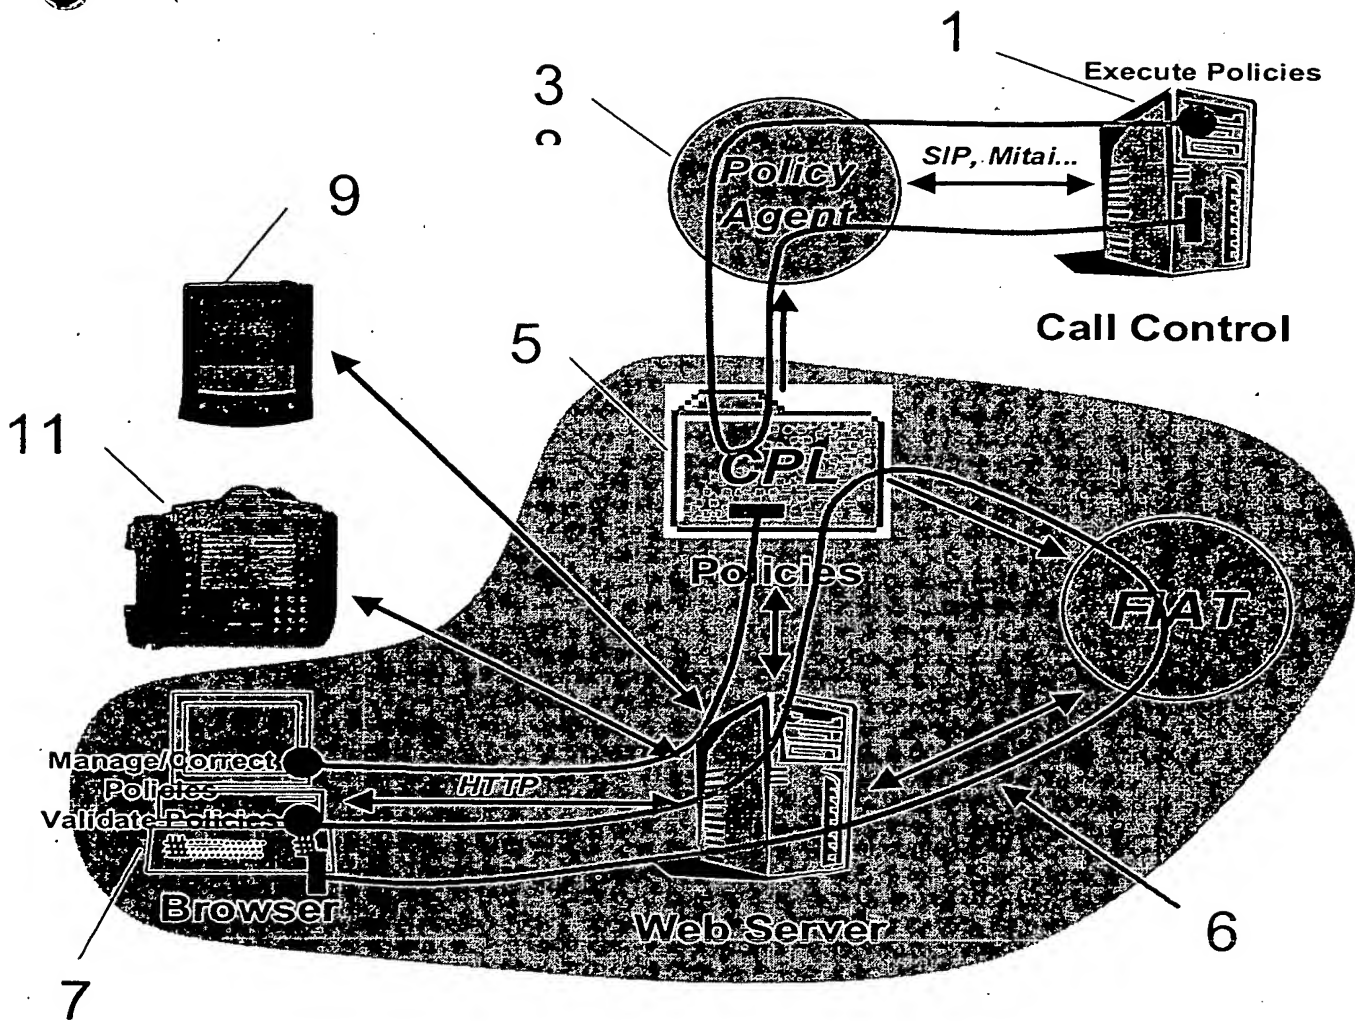 1
Execute Policies
3
SIP, Mitai...
Policy
Agent
9
Call Control
5
11
CPL
Policies
FIAT
Manage/Correct
Policies
HTTP
Validate Policies
Browser
Web Server
6
7